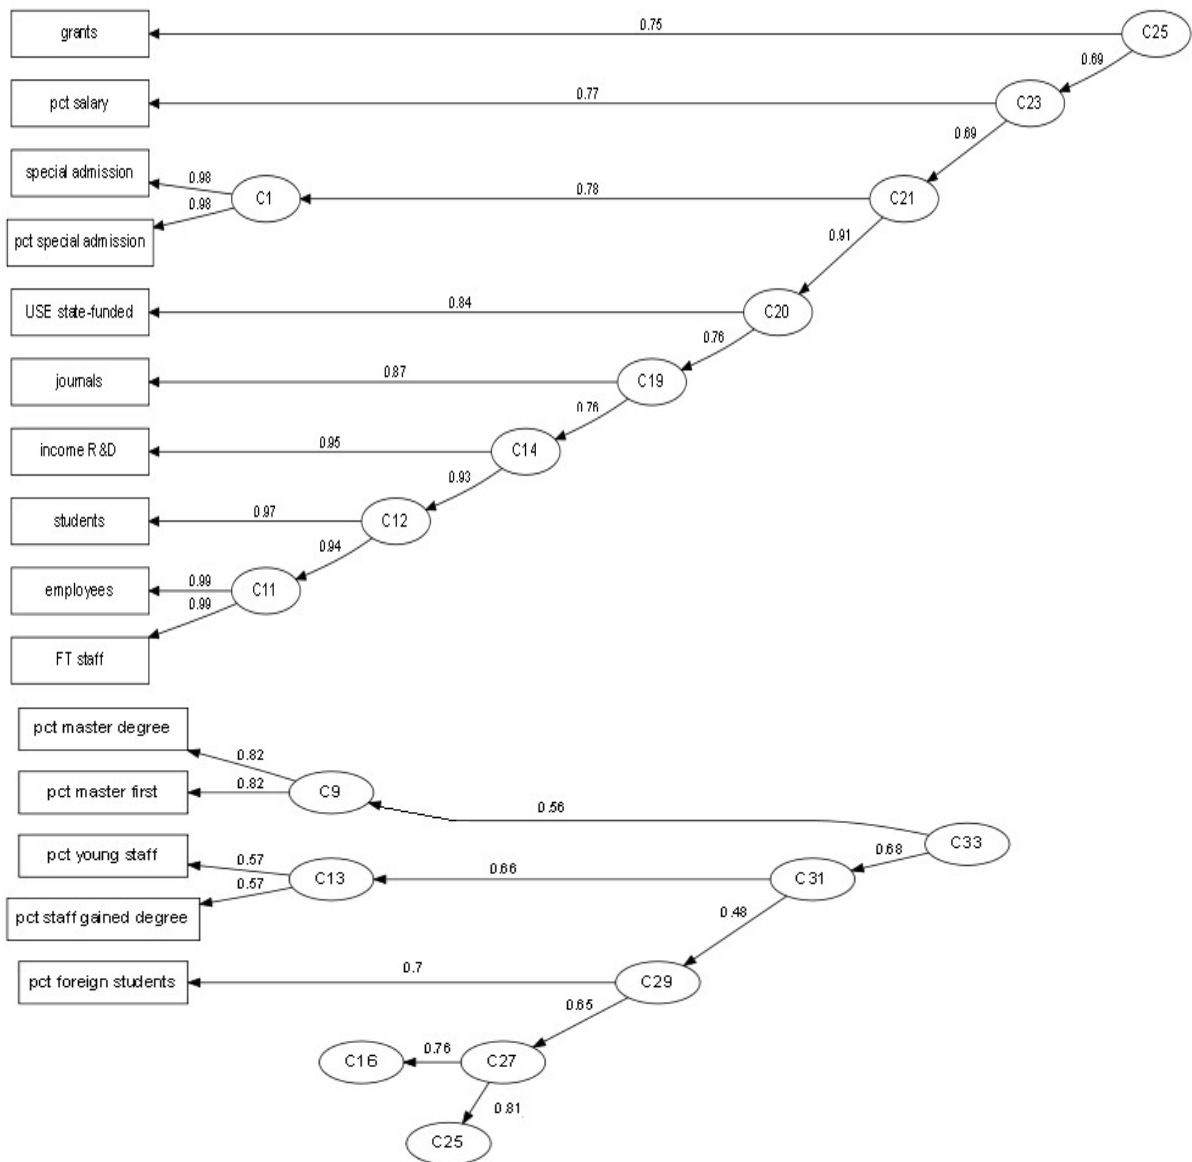 grants
0.75
C25
0.69
pct salary
0.77
C23
0.69
special admission
0.98
C1
0.78
C21
0.98
pct special admission
0.91
USE state-funded
0.84
C20
0.76
journals
0.87
C19
0.76
income R&D
0.95
C14
0.93
students
0.97
C12
0.94
employees
0.99
C11
0.99
FT staff
pct master degree
0.82
pct master first
0.82
C9
0.56
C33
0.68
pct young staff
0.57
C13
0.66
C31
0.57
pct staff gained degree
0.48
pct foreign students
0.7
C29
0.65
C16
0.76
C27
0.81
C25